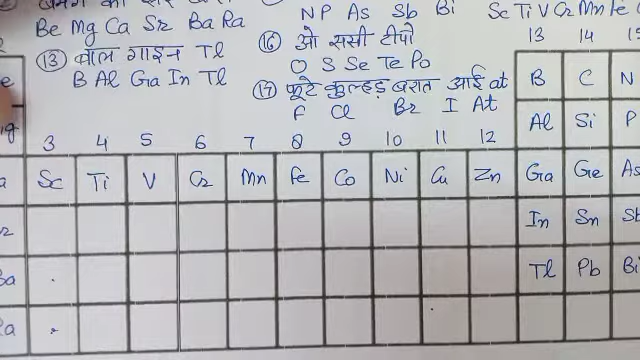 Be Mg Ca Sr Ba Ra
N P As Sb Bi
Sc Ti V Cr Mn Fe
⑬ बाल गाइन Tl
B Al Ga In Tl
⑯ ओ ससी टीपो
O S Se Te Po
⑰ फूटे कुल्हड़ बरात आई at
F Cl Br I At
13 14 15
B C N
Al Si P
3 4 5 6 7 8 9 10 11 12
Sc Ti V Cr Mn Fe Co Ni Cu Zn Ga Ge As
In Sn Sb
Tl Pb Bi